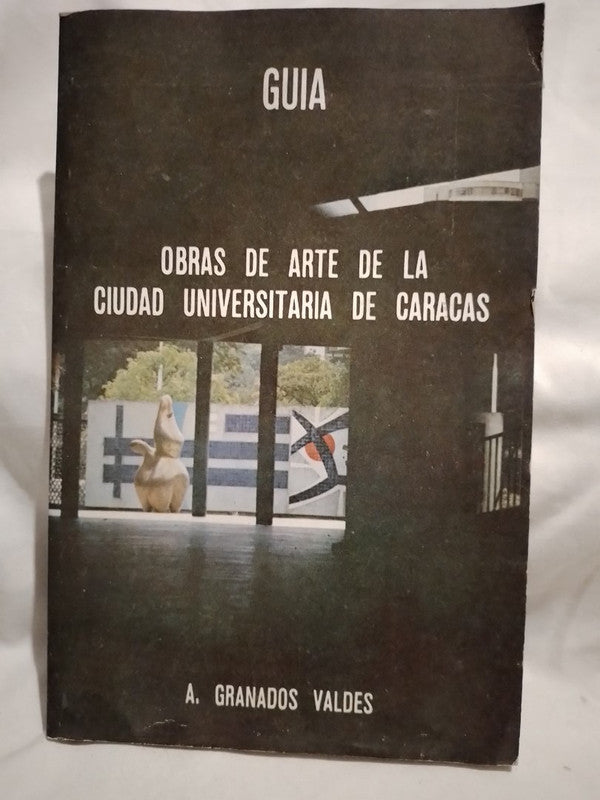 GUIA
OBRAS DE ARTE DE LA
CIUDAD UNIVERSITARIA DE CARACAS
A. GRANADOS VALDES